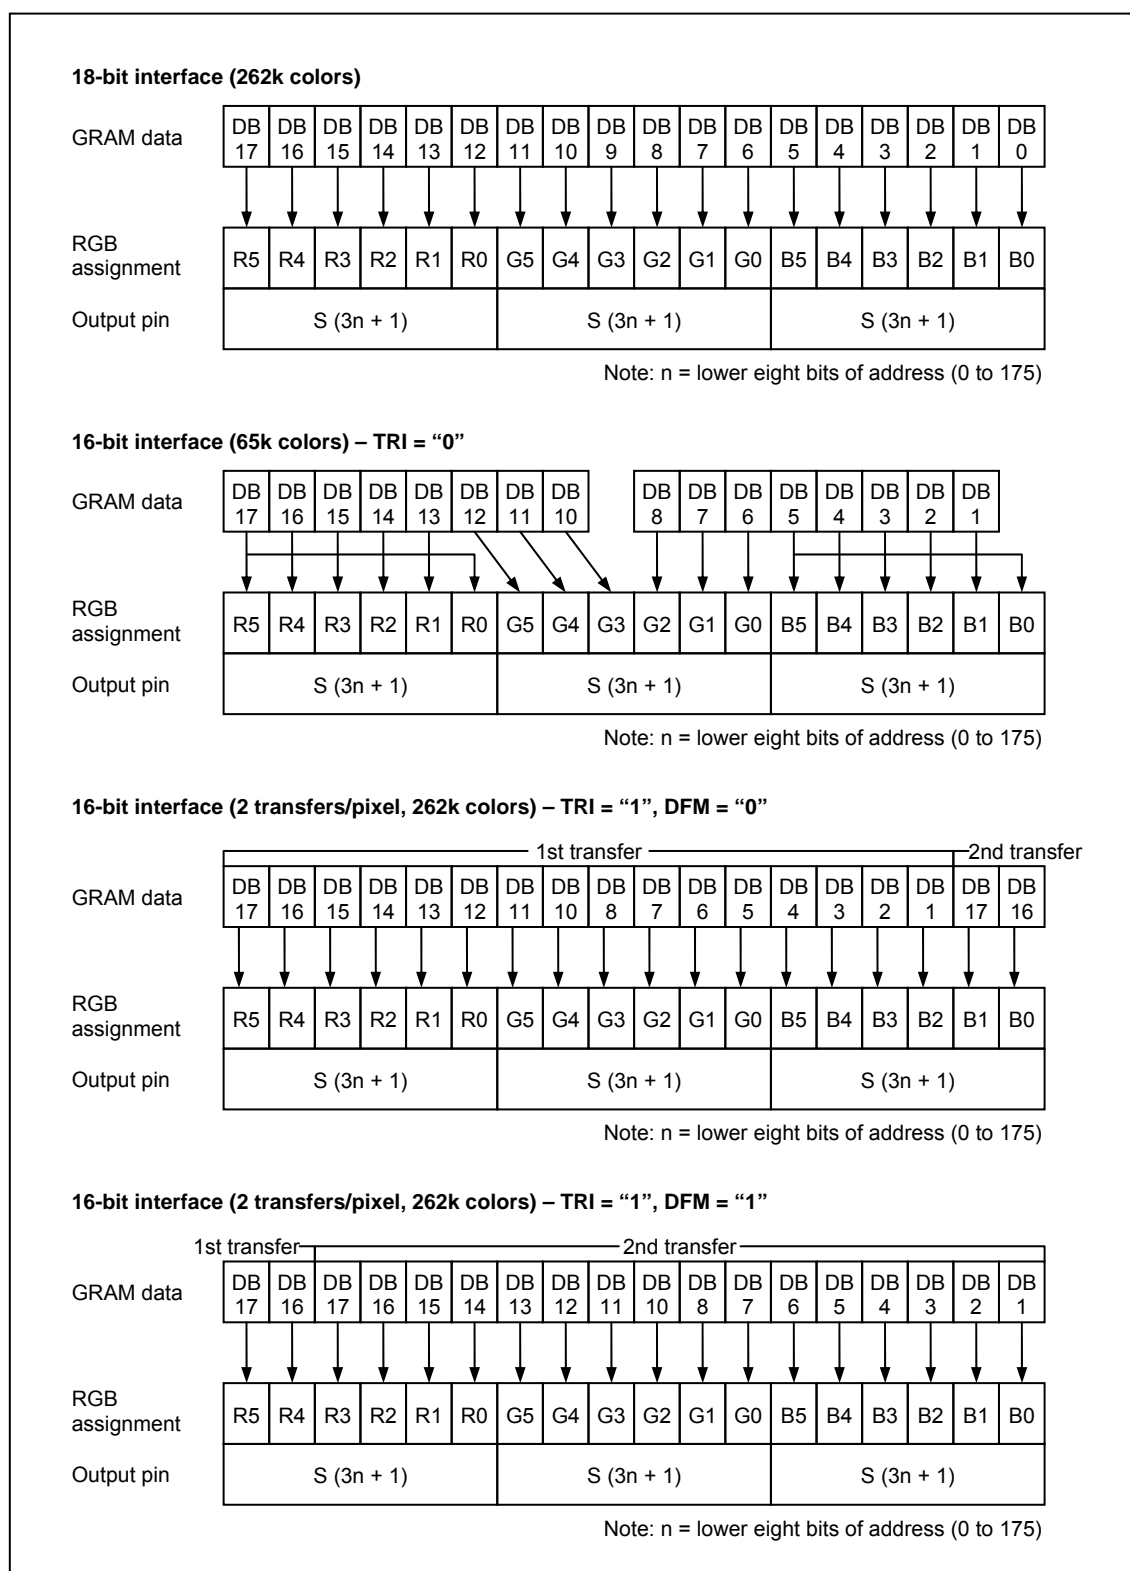 18-bit interface (262k colors)
GRAM data
DB 17 DB 16 DB 15 DB 14 DB 13 DB 12 DB 11 DB 10 DB 9 DB 8 DB 7 DB 6 DB 5 DB 4 DB 3 DB 2 DB 1 DB 0
RGB assignment
R5 R4 R3 R2 R1 R0 G5 G4 G3 G2 G1 G0 B5 B4 B3 B2 B1 B0
Output pin S (3n + 1) S (3n + 1) S (3n + 1)
Note: n = lower eight bits of address (0 to 175)
16-bit interface (65k colors) – TRI = “0”
GRAM data
DB 17 DB 16 DB 15 DB 14 DB 13 DB 12 DB 11 DB 10 DB 8 DB 7 DB 6 DB 5 DB 4 DB 3 DB 2 DB 1
RGB assignment
R5 R4 R3 R2 R1 R0 G5 G4 G3 G2 G1 G0 B5 B4 B3 B2 B1 B0
Output pin S (3n + 1) S (3n + 1) S (3n + 1)
Note: n = lower eight bits of address (0 to 175)
16-bit interface (2 transfers/pixel, 262k colors) – TRI = “1”, DFM = “0”
1st transfer 2nd transfer
GRAM data
DB 17 DB 16 DB 15 DB 14 DB 13 DB 12 DB 11 DB 10 DB 8 DB 7 DB 6 DB 5 DB 4 DB 3 DB 2 DB 1 DB 17 DB 16
RGB assignment
R5 R4 R3 R2 R1 R0 G5 G4 G3 G2 G1 G0 B5 B4 B3 B2 B1 B0
Output pin S (3n + 1) S (3n + 1) S (3n + 1)
Note: n = lower eight bits of address (0 to 175)
16-bit interface (2 transfers/pixel, 262k colors) – TRI = “1”, DFM = “1”
1st transfer 2nd transfer
GRAM data
DB 17 DB 16 DB 17 DB 16 DB 15 DB 14 DB 13 DB 12 DB 11 DB 10 DB 8 DB 7 DB 6 DB 5 DB 4 DB 3 DB 2 DB 1
RGB assignment
R5 R4 R3 R2 R1 R0 G5 G4 G3 G2 G1 G0 B5 B4 B3 B2 B1 B0
Output pin S (3n + 1) S (3n + 1) S (3n + 1)
Note: n = lower eight bits of address (0 to 175)